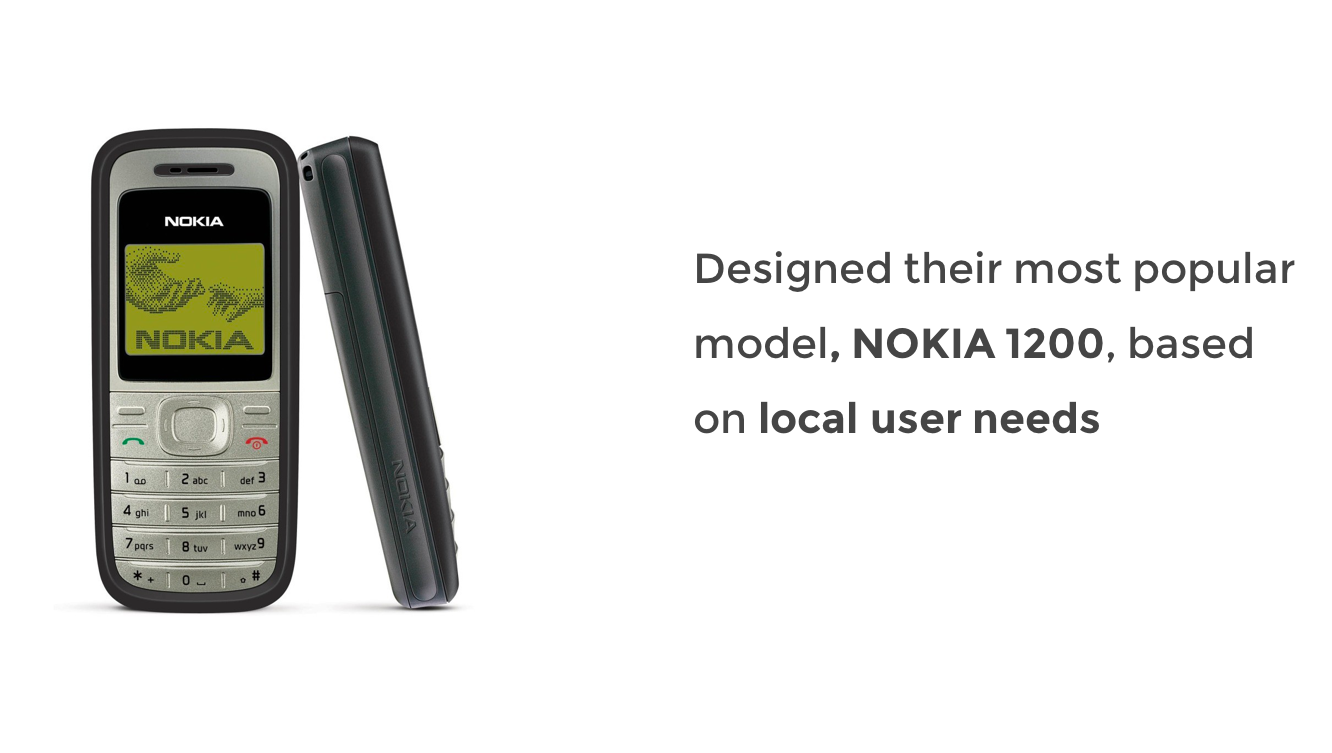 NOKIA
NOKIA
1 ㅤoo
2 abc
def 3
4 ghi
5 jkl
mno 6
7 pqrs
8 tuv
wxyz 9
* +
0 ⎵
#
NOKIA
Designed their most popular
model, NOKIA 1200, based
on local user needs